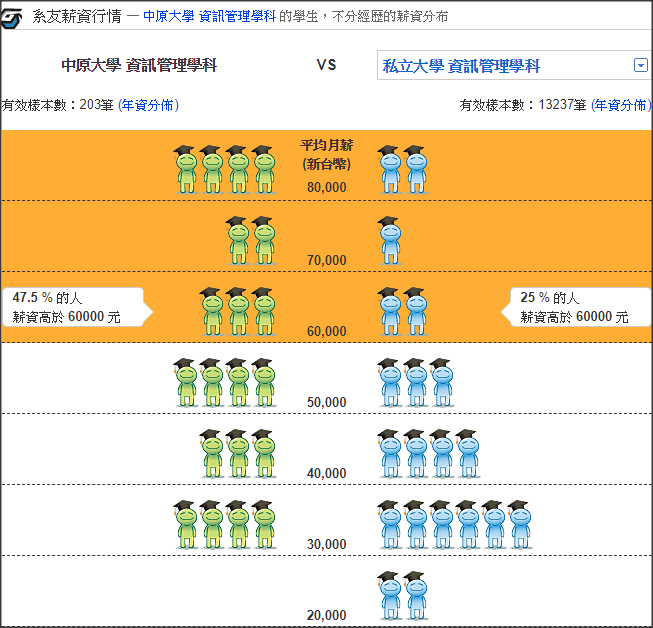 系友薪資行情 — 中原大學 資訊管理學科 的學生，不分經歷的薪資分布
中原大學 資訊管理學科 VS 私立大學 資訊管理學科
有效樣本數：203筆 (年資分佈) 有效樣本數：13237筆 (年資分佈)
平均月薪
(新台幣)
80,000
70,000
47.5 % 的人
薪資高於 60000 元
25 % 的人
薪資高於 60000 元
60,000
50,000
40,000
30,000
20,000